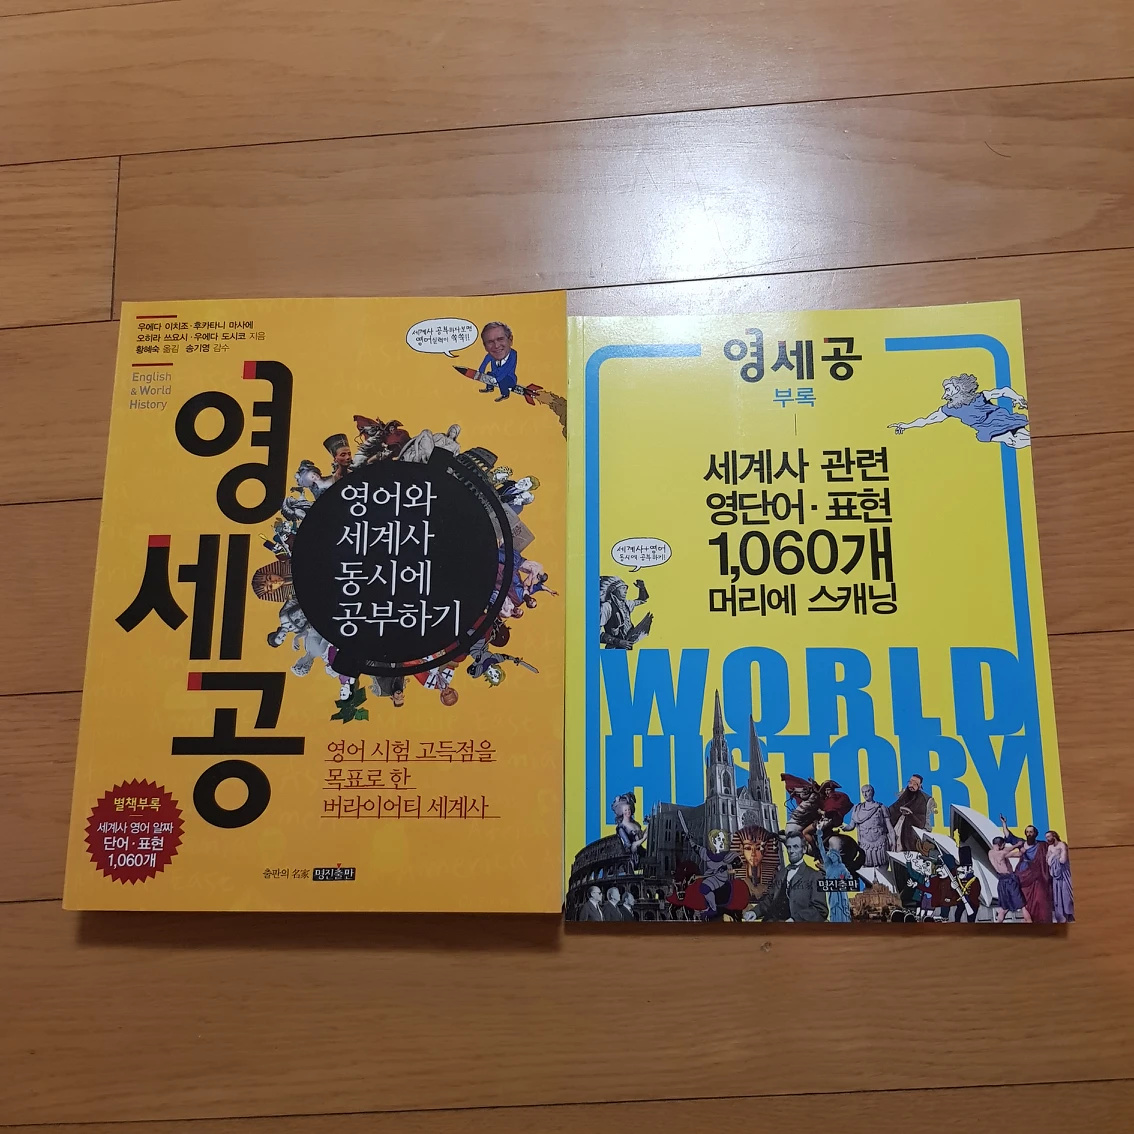 우에다 이치조·후카타니 마사에
오히라 쓰요시·우에다 도시코 지음
황혜숙 옮김 송기영 감수
English
& World
History
세계사 공부하다보면
영어실력이 쑥쑥!!
영
세
공
영어와
세계사
동시에
공부하기
영어 시험 고득점을
목표로 한
버라이어티 세계사
별책부록
세계사 영어 알짜
단어·표현
1,060개
출판의 名家 명진출판
영세공
부록
세계사 관련
영단어·표현
1,060개
머리에 스캐닝
세계사+영어
동시에 공부하기!
WORLD
HISTORY
출판의 名家 명진출판